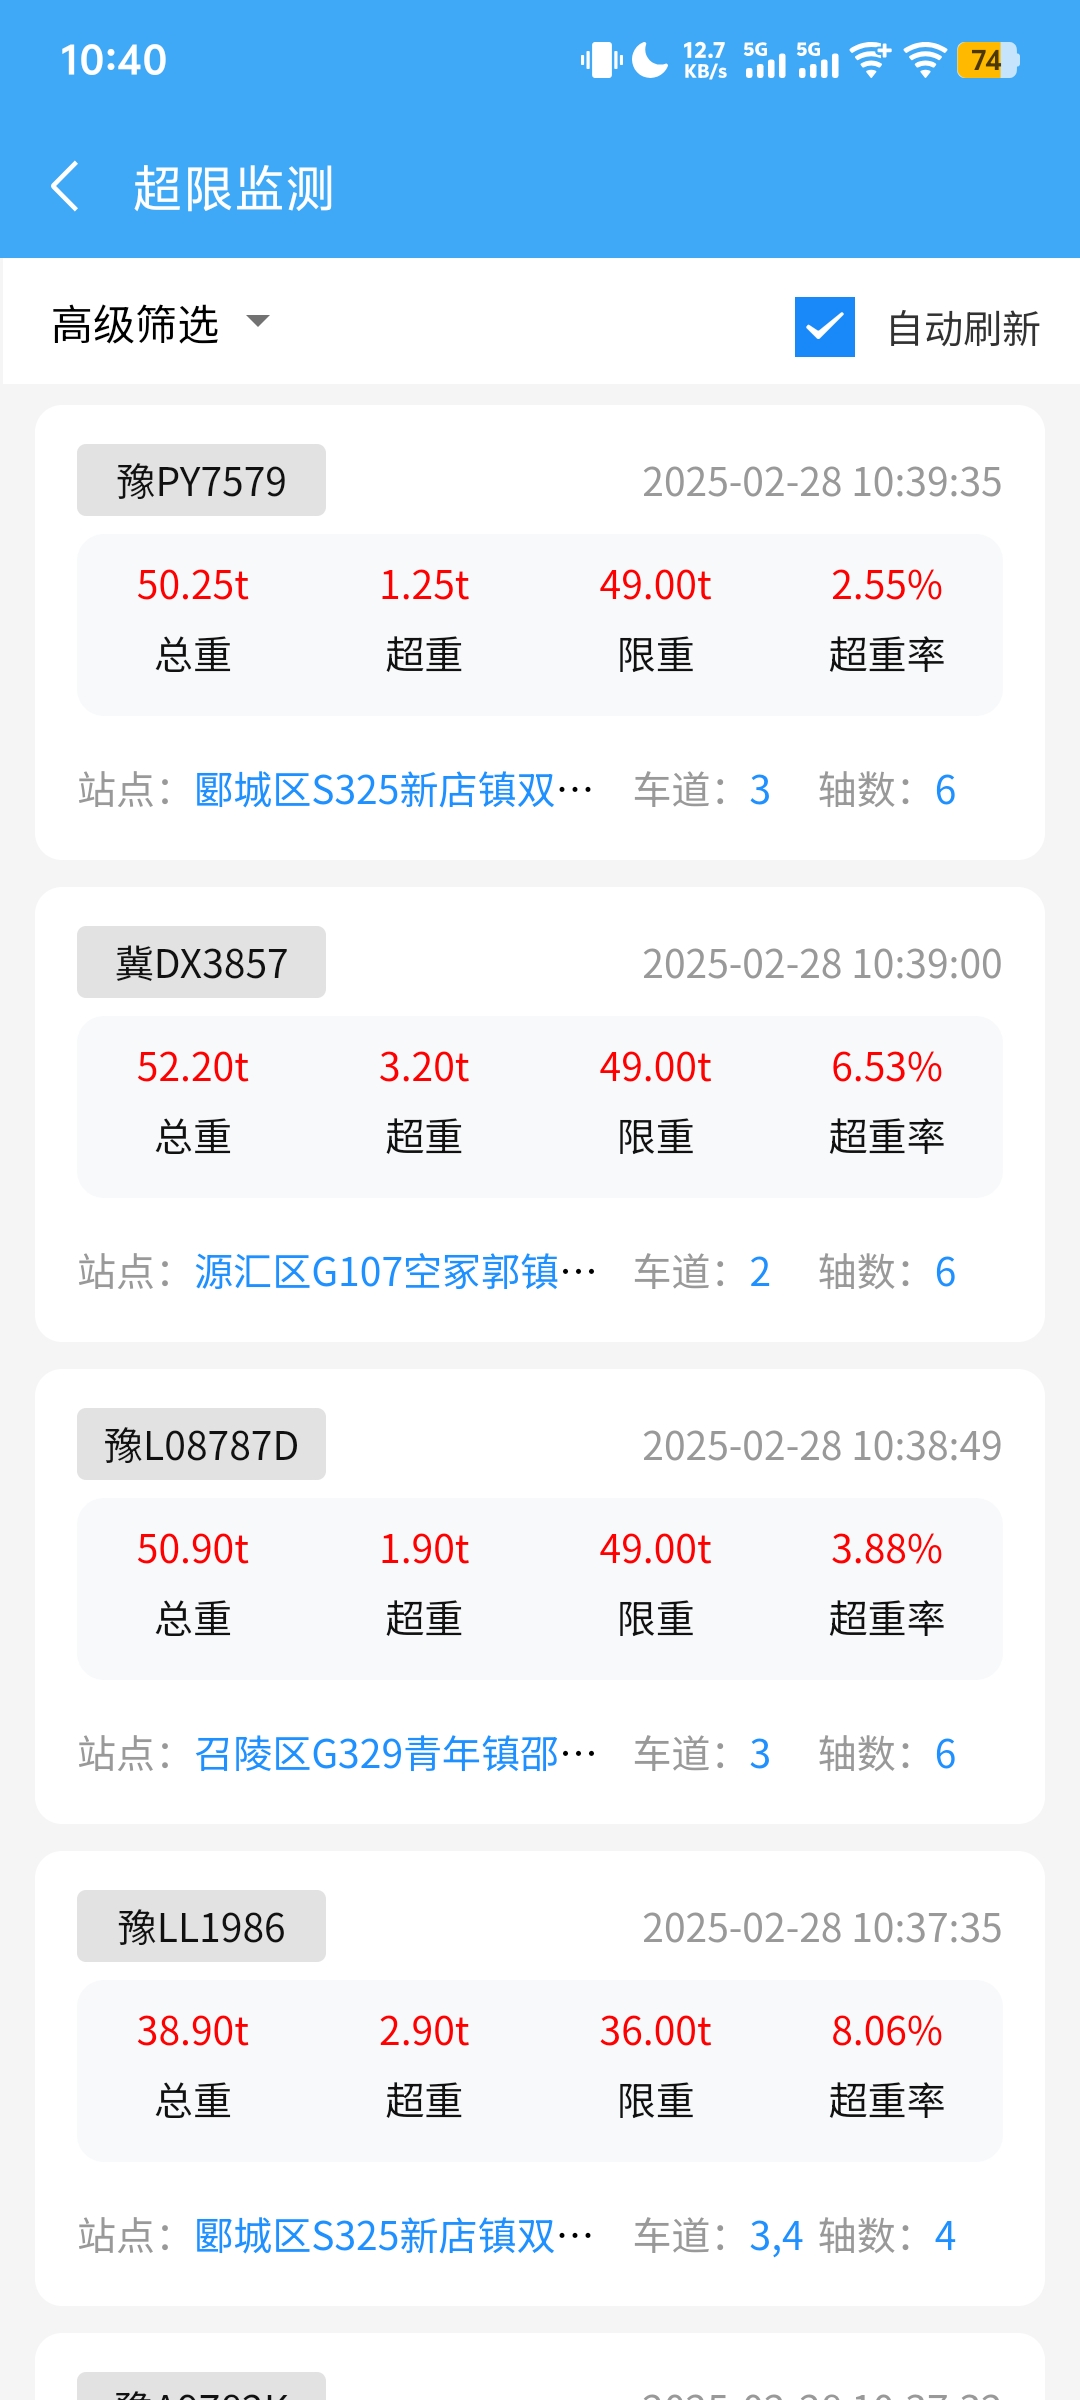 10:40 12.7 KB/s 5G 5G 74
超限监测
高级筛选 自动刷新
豫PY7579 2025-02-28 10:39:35
50.25t 1.25t 49.00t 2.55%
总重 超重 限重 超重率
站点：郾城区S325新店镇双… 车道：3 轴数：6
冀DX3857 2025-02-28 10:39:00
52.20t 3.20t 49.00t 6.53%
总重 超重 限重 超重率
站点：源汇区G107空冢郭镇… 车道：2 轴数：6
豫L08787D 2025-02-28 10:38:49
50.90t 1.90t 49.00t 3.88%
总重 超重 限重 超重率
站点：召陵区G329青年镇邵… 车道：3 轴数：6
豫LL1986 2025-02-28 10:37:35
38.90t 2.90t 36.00t 8.06%
总重 超重 限重 超重率
站点：郾城区S325新店镇双… 车道：3,4 轴数：4